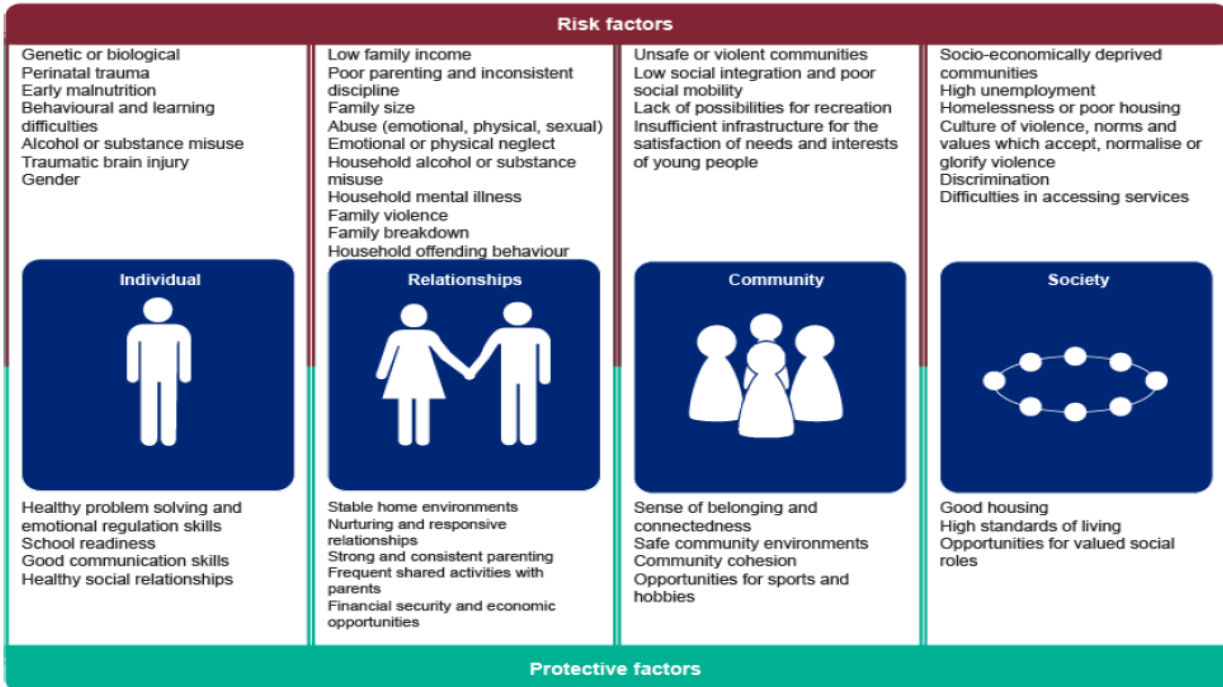 Risk factors
Genetic or biological
Perinatal trauma
Early malnutrition
Behavioural and learning
difficulties
Alcohol or substance misuse
Traumatic brain injury
Gender
Low family income
Poor parenting and inconsistent
discipline
Family size
Abuse (emotional, physical, sexual)
Emotional or physical neglect
Household alcohol or substance
misuse
Household mental illness
Family violence
Family breakdown
Household offending behaviour
Unsafe or violent communities
Low social integration and poor
social mobility
Lack of possibilities for recreation
Insufficient infrastructure for the
satisfaction of needs and interests
of young people
Socio-economically deprived
communities
High unemployment
Homelessness or poor housing
Culture of violence, norms and
values which accept, normalise or
glorify violence
Discrimination
Difficulties in accessing services
Individual
Relationships
Community
Society
Healthy problem solving and
emotional regulation skills
School readiness
Good communication skills
Healthy social relationships
Stable home environments
Nurturing and responsive
relationships
Strong and consistent parenting
Frequent shared activities with
parents
Financial security and economic
opportunities
Sense of belonging and
connectedness
Safe community environments
Community cohesion
Opportunities for sports and
hobbies
Good housing
High standards of living
Opportunities for valued social
roles
Protective factors